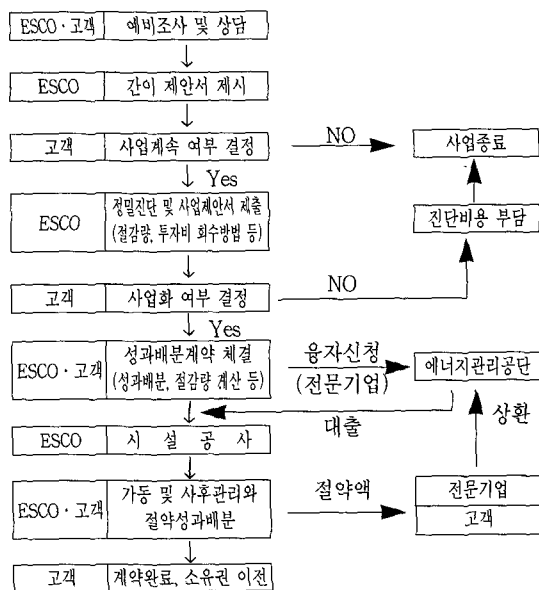 ESCO·고객 예비조사 및 상담
ESCO 간이 제안서 제시
고객 사업계속 여부 결정 NO 사업종료
Yes
ESCO 정밀진단 및 사업제안서 제출
(절감량, 투자비 회수방법 등)
진단비용 부담
고객 사업화 여부 결정 NO
Yes
ESCO·고객 성과배분계약 체결
(성과배분, 절감량 계산 등)
융자신청
(전문기업)
에너지관리공단
대출
상환
ESCO 시 설 공 사
ESCO·고객 가동 및 사후관리와
절약성과배분
절약액
전문기업
고객
고객 계약완료, 소유권 이전